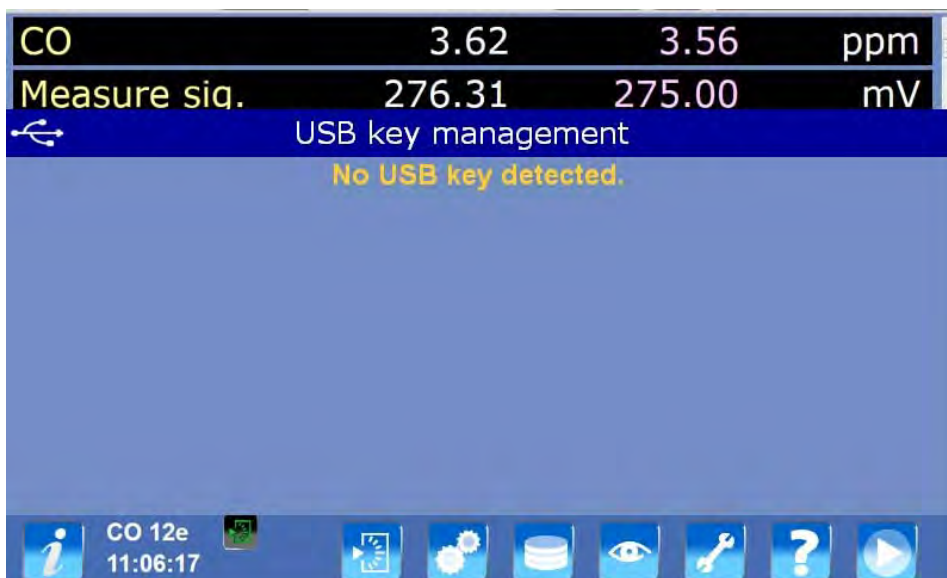 CO 3.62 3.56 ppm
Measure sig. 276.31 275.00 mV
USB key management
No USB key detected.
CO 12e
11:06:17